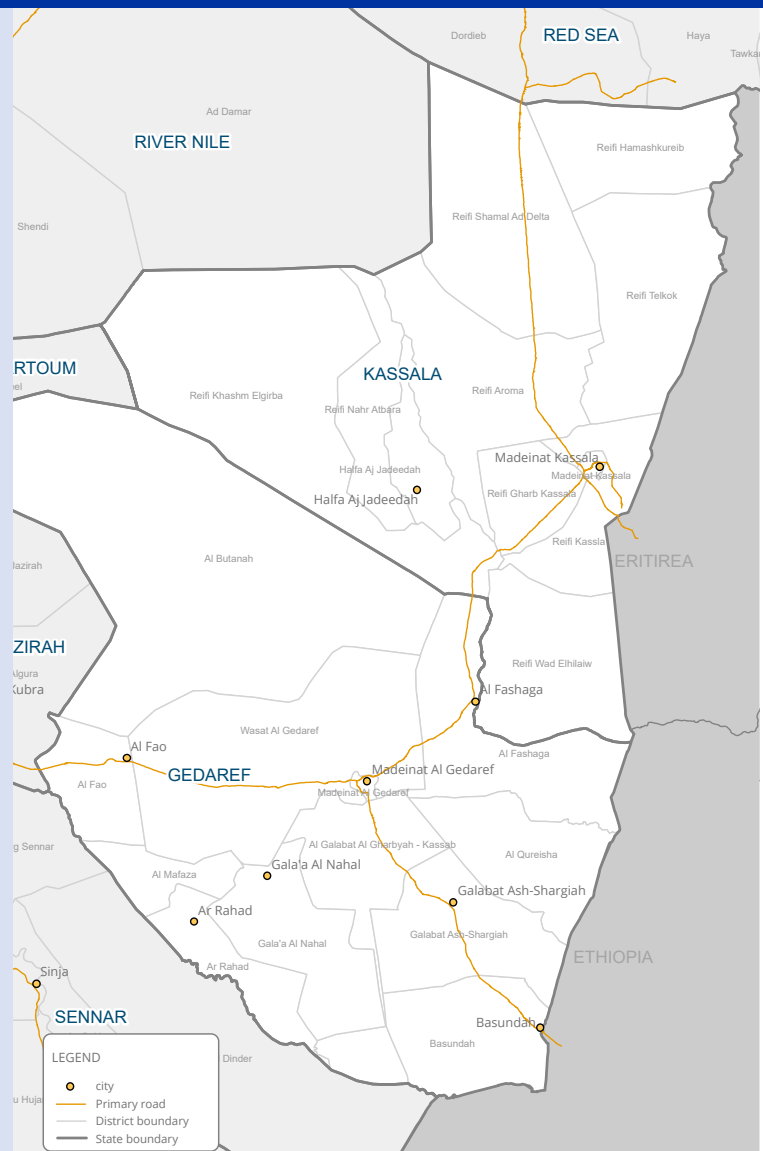 Dordieb
RED SEA
Haya
Ad Damar
RIVER NILE
Reifi Hamashkureib
Shendi
Reifi Shamal Ad Delta
Reifi Telkok
RTOUM
KASSALA
Reifi Khashm Elgirba
Reifi Aroma
Reifi Nahr Atbara
Madeinat Kassala
Halfa Aj Jadeedah
Madeinat Kassala
Halfa Aj Jadeedah
Reifi Gharb Kassala
Reifi Kassla
Al Butanah
ERITIREA
lazirah
ZIRAH
Reifi Wad Elhilaiw
Algura
Kubra
Al Fashaga
Wasat Al Gedaref
Al Fao
Al Fashaga
GEDAREF
Madeinat Al Gedaref
Al Fao
Madeinat Al Gedaref
g Sennar
Al Galabat Al Gharbyah - Kassab
Al Qureisha
Al Mafaza
Gala'a Al Nahal
Galabat Ash-Shargiah
Ar Rahad
Galabat Ash-Shargiah
Gala'a Al Nahal
ETHIOPIA
Ar Rahad
Sinja
SENNAR
Basundah
Basundah
Dinder
LEGEND
city
Primary road
District boundary
State boundary
u Hujar